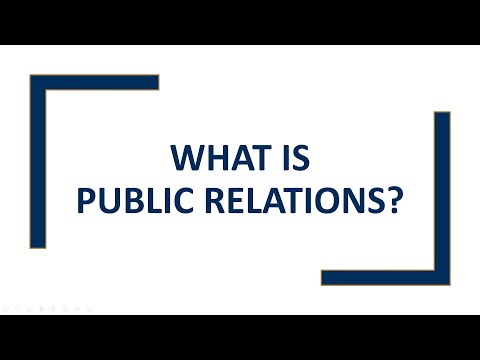 WHAT IS
PUBLIC RELATIONS?